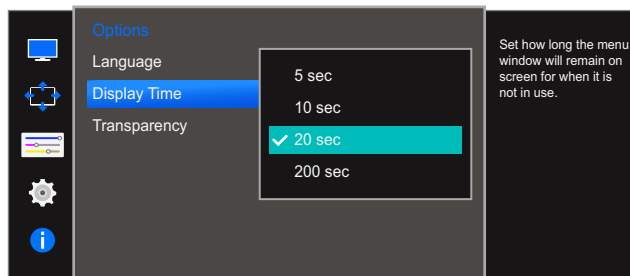 Options
Language
Display Time
Transparency
5 sec
10 sec
20 sec
200 sec
Set how long the menu
window will remain on
screen for when it is
not in use.